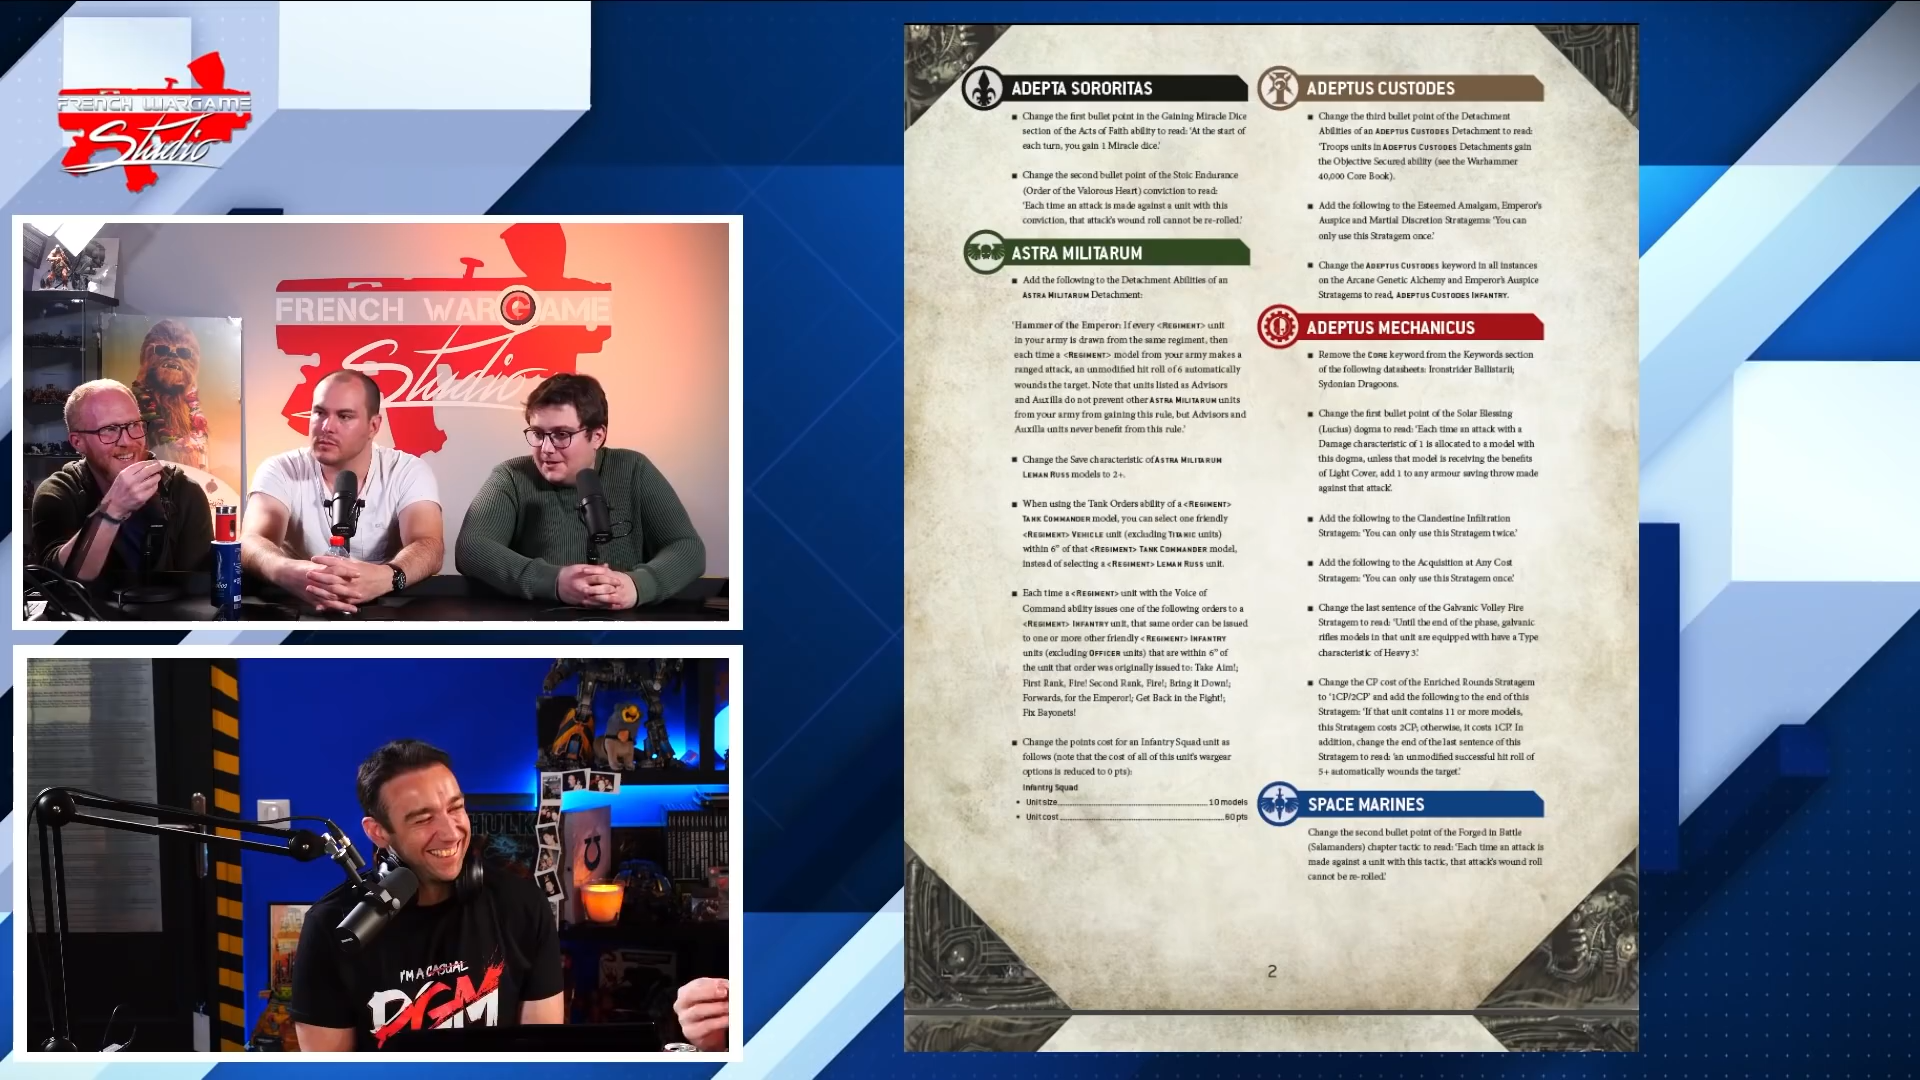 FRENCH WARGAME
Studio
FRENCH WARGAME
Studio
HULK
I'M A CASUAL
PGM
ADEPTA SORORITAS
■ Change the first bullet point in the Gaining Miracle Dice
section of the Acts of Faith ability to read: 'At the start of
each turn, you gain 1 Miracle dice.'
■ Change the second bullet point of the Stoic Endurance
(Order of the Valorous Heart) conviction to read:
'Each time an attack is made against a unit with this
conviction, that attack's wound roll cannot be re-rolled.'
ASTRA MILITARUM
■ Add the following to the Detachment Abilities of an
ASTRA MILITARUM Detachment:
'Hammer of the Emperor: If every <REGIMENT> unit
in your army is drawn from the same regiment, then
each time a <REGIMENT> model from your army makes a
ranged attack, an unmodified hit roll of 6 automatically
wounds the target. Note that units listed as Advisors
and Auxilla do not prevent other ASTRA MILITARUM units
from your army from gaining this rule, but Advisors and
Auxilla units never benefit from this rule.'
■ Change the Save characteristic of ASTRA MILITARUM
LEMAN RUSS models to 2+.
■ When using the Tank Orders ability of a <REGIMENT>
TANK COMMANDER model, you can select one friendly
<REGIMENT> VEHICLE unit (excluding TITANIC units)
within 6" of that <REGIMENT> TANK COMMANDER model,
instead of selecting a <REGIMENT> LEMAN RUSS unit.
■ Each time a <REGIMENT> unit with the Voice of
Command ability issues one of the following orders to a
<REGIMENT> INFANTRY unit, that same order can be issued
to one or more other friendly <REGIMENT> INFANTRY
units (excluding OFFICER units) that are within 6" of
the unit that order was originally issued to: Take Aim!;
First Rank, Fire! Second Rank, Fire!; Bring it Down!;
Forwards, for the Emperor!; Get Back in the Fight!;
Fix Bayonets!
■ Change the points cost for an Infantry Squad unit as
follows (note that the cost of all of this unit's wargear
options is reduced to 0 pts):
Infantry Squad
• Unit size 10 models
• Unit cost 60 pts
ADEPTUS CUSTODES
■ Change the third bullet point of the Detachment
Abilities of an ADEPTUS CUSTODES Detachment to read:
'Troops units in ADEPTUS CUSTODES Detachments gain
the Objective Secured ability (see the Warhammer
40,000 Core Book).
■ Add the following to the Esteemed Amalgam, Emperor's
Auspice and Martial Discretion Stratagems: 'You can
only use this Stratagem once.'
■ Change the ADEPTUS CUSTODES keyword in all instances
on the Arcane Genetic Alchemy and Emperor's Auspice
Stratagems to read, ADEPTUS CUSTODES INFANTRY.
ADEPTUS MECHANICUS
■ Remove the CORE keyword from the Keywords section
of the following datasheets: Ironstrider Ballistarii;
Sydonian Dragoons.
■ Change the first bullet point of the Solar Blessing
(Lucius) dogma to read: 'Each time an attack with a
Damage characteristic of 1 is allocated to a model with
this dogma, unless that model is receiving the benefits
of Light Cover, add 1 to any armour saving throw made
against that attack'.
■ Add the following to the Clandestine Infiltration
Stratagem: 'You can only use this Stratagem twice.'
■ Add the following to the Acquisition at Any Cost
Stratagem: 'You can only use this Stratagem once.'
■ Change the last sentence of the Galvanic Volley Fire
Stratagem to read: 'Until the end of the phase, galvanic
rifles models in that unit are equipped with have a Type
characteristic of Heavy 3.'
■ Change the CP cost of the Enriched Rounds Stratagem
to '1CP/2CP' and add the following to the end of this
Stratagem: 'If that unit contains 11 or more models,
this Stratagem costs 2CP; otherwise, it costs 1CP.' In
addition, change the end of the last sentence of this
Stratagem to read: 'an unmodified successful hit roll of
5+ automatically wounds the target.'
SPACE MARINES
Change the second bullet point of the Forged in Battle
(Salamanders) chapter tactic to read: 'Each time an attack is
made against a unit with this tactic, that attack's wound roll
cannot be re-rolled.'
2